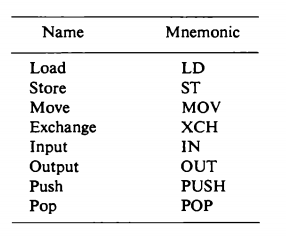 Name Mnemonic
Load LD
Store ST
Move MOV
Exchange XCH
Input IN
Output OUT
Push PUSH
Pop POP